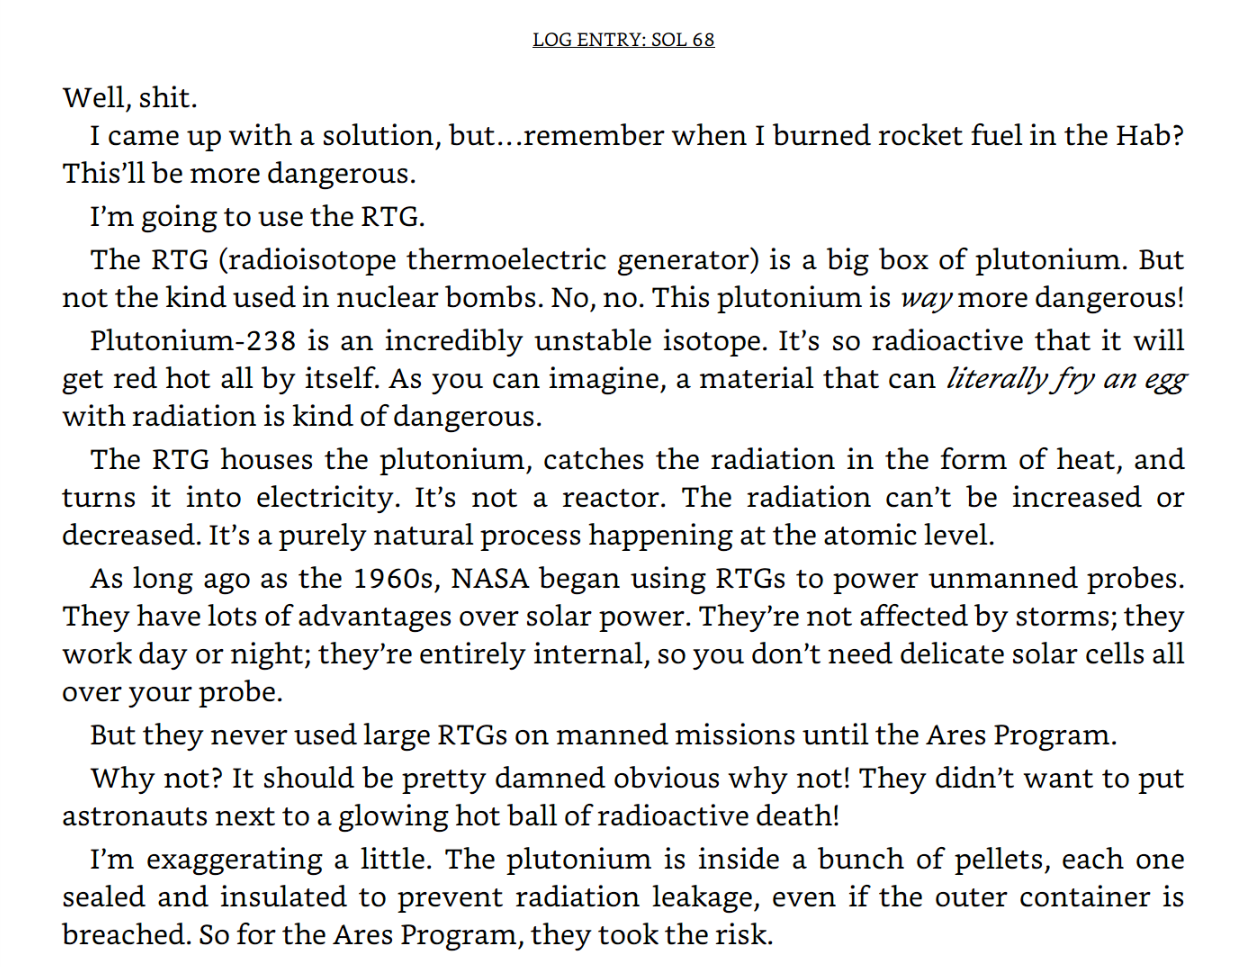 LOG ENTRY: SOL 68
Well, shit.
I came up with a solution, but…remember when I burned rocket fuel in the Hab?
This’ll be more dangerous.
I’m going to use the RTG.
The RTG (radioisotope thermoelectric generator) is a big box of plutonium. But
not the kind used in nuclear bombs. No, no. This plutonium is way more dangerous!
Plutonium-238 is an incredibly unstable isotope. It’s so radioactive that it will
get red hot all by itself. As you can imagine, a material that can literally fry an egg
with radiation is kind of dangerous.
The RTG houses the plutonium, catches the radiation in the form of heat, and
turns it into electricity. It’s not a reactor. The radiation can’t be increased or
decreased. It’s a purely natural process happening at the atomic level.
As long ago as the 1960s, NASA began using RTGs to power unmanned probes.
They have lots of advantages over solar power. They’re not affected by storms; they
work day or night; they’re entirely internal, so you don’t need delicate solar cells all
over your probe.
But they never used large RTGs on manned missions until the Ares Program.
Why not? It should be pretty damned obvious why not! They didn’t want to put
astronauts next to a glowing hot ball of radioactive death!
I’m exaggerating a little. The plutonium is inside a bunch of pellets, each one
sealed and insulated to prevent radiation leakage, even if the outer container is
breached. So for the Ares Program, they took the risk.